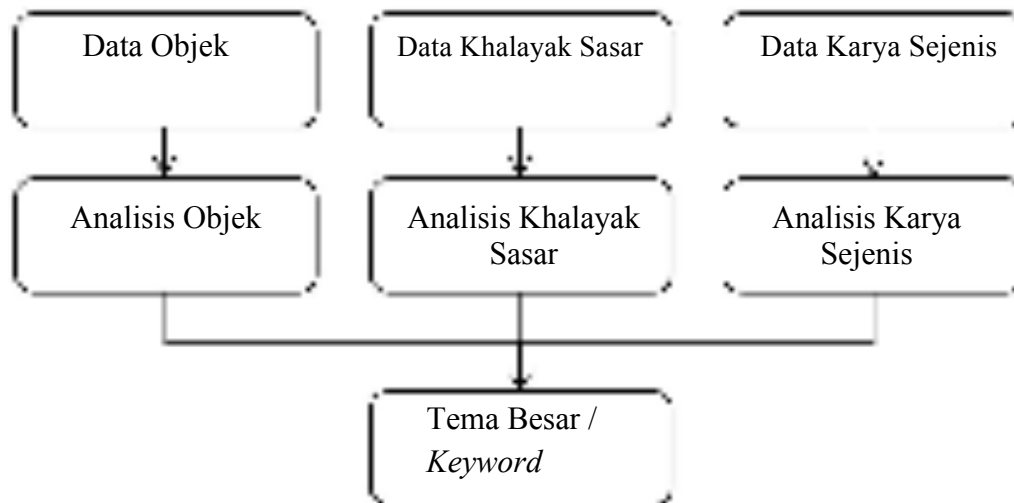 Data Objek
Data Khalayak Sasar
Data Karya Sejenis
Analisis Objek
Analisis Khalayak
Sasar
Analisis Karya
Sejenis
Tema Besar /
Keyword